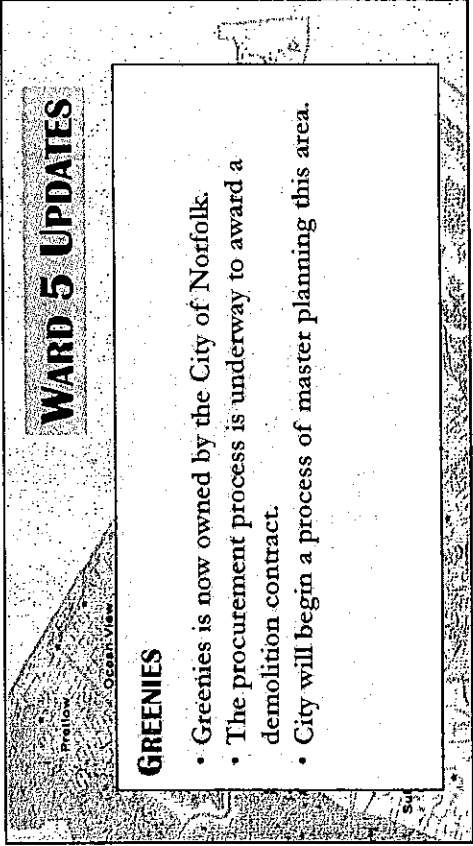 WARD 5 UPDATES
Ocean View
GREENIES
• Greenies is now owned by the City of Norfolk.
• The procurement process is underway to award a
demolition contract.
• City will begin a process of master planning this area.